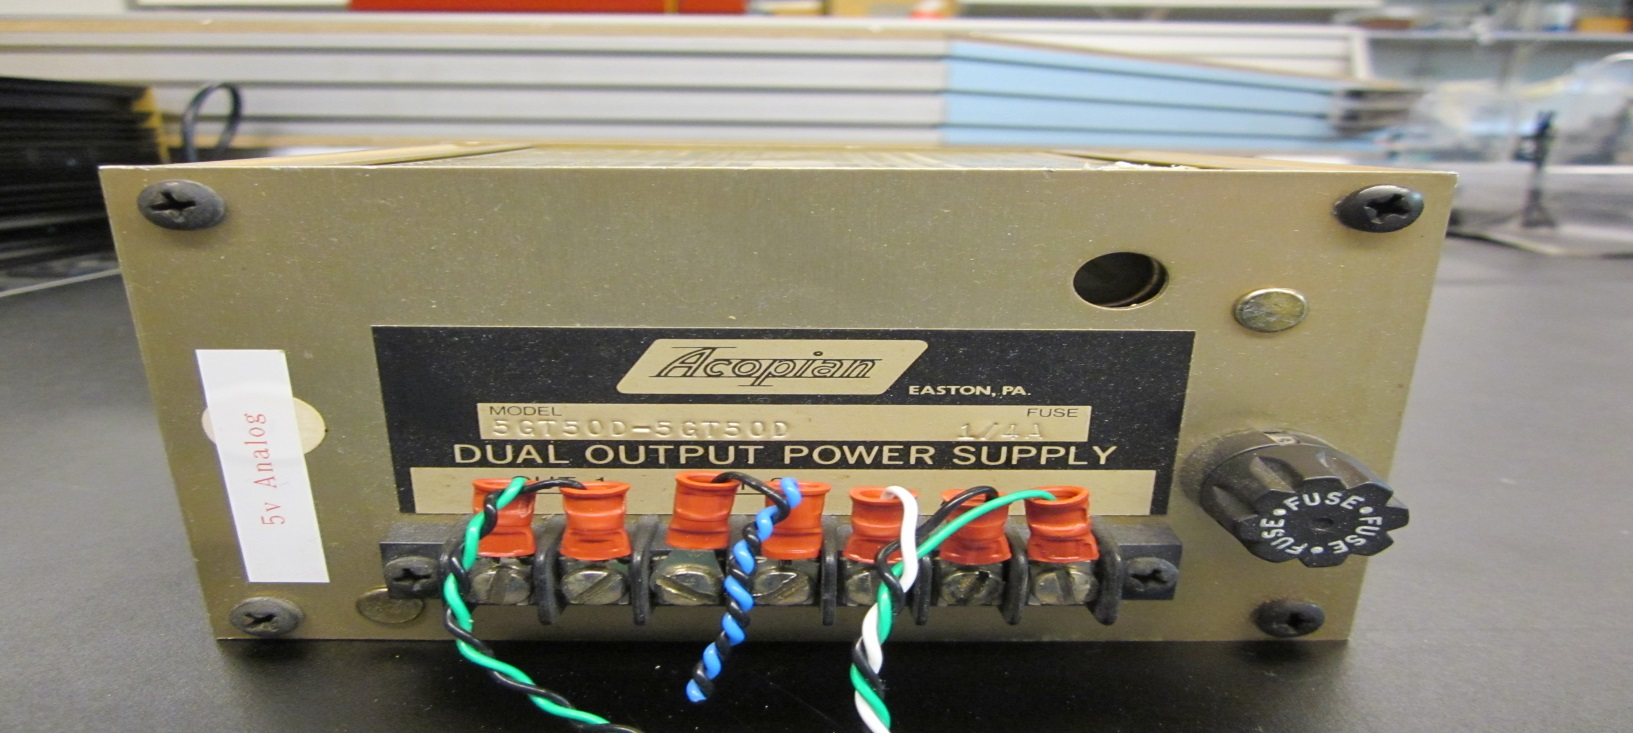 Acopian
EASTON, PA.
MODEL FUSE
5GT50D-5GT50D 1/4A
DUAL OUTPUT POWER SUPPLY
5v Analog
FUSE • FUSE • FUSE •